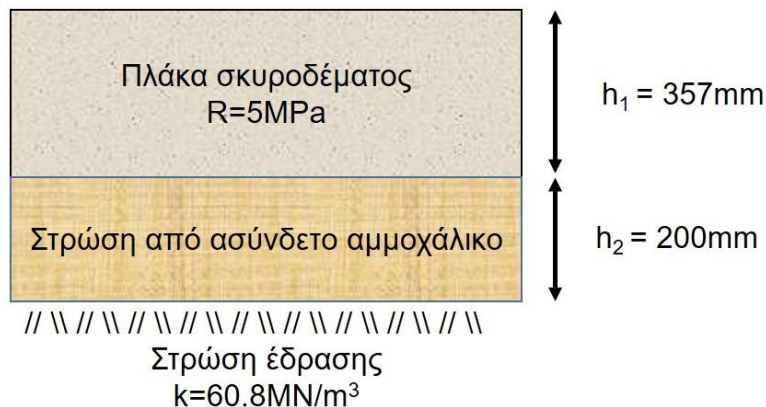 Πλάκα σκυροδέματος
R=5MPa
h₁ = 357mm
Στρώση από ασύνδετο αμμοχάλικο
h₂ = 200mm
// \\ // \\ // \\ // \\ // \\ // \\ // \\ // \\ // \\
Στρώση έδρασης
k=60.8MN/m³